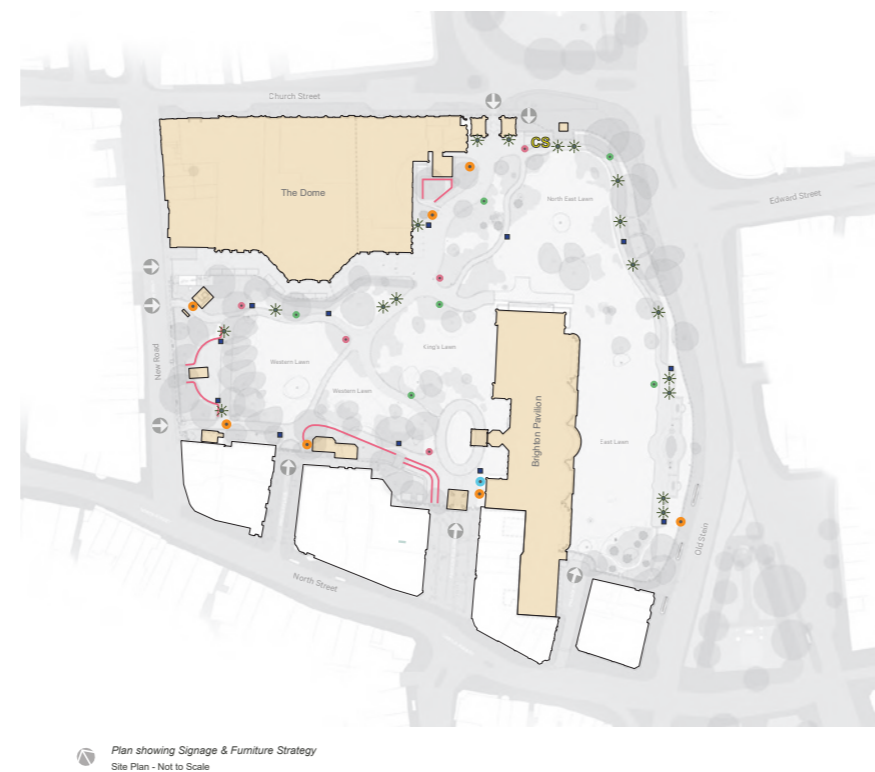 Church Street
CS
The Dome
North East Lawn
Edward Street
King's Lawn
Western Lawn
Western Lawn
New Road
Brighton Pavilion
East Lawn
Old Stein
North Street
Plan showing Signage & Furniture Strategy
Site Plan - Not to Scale